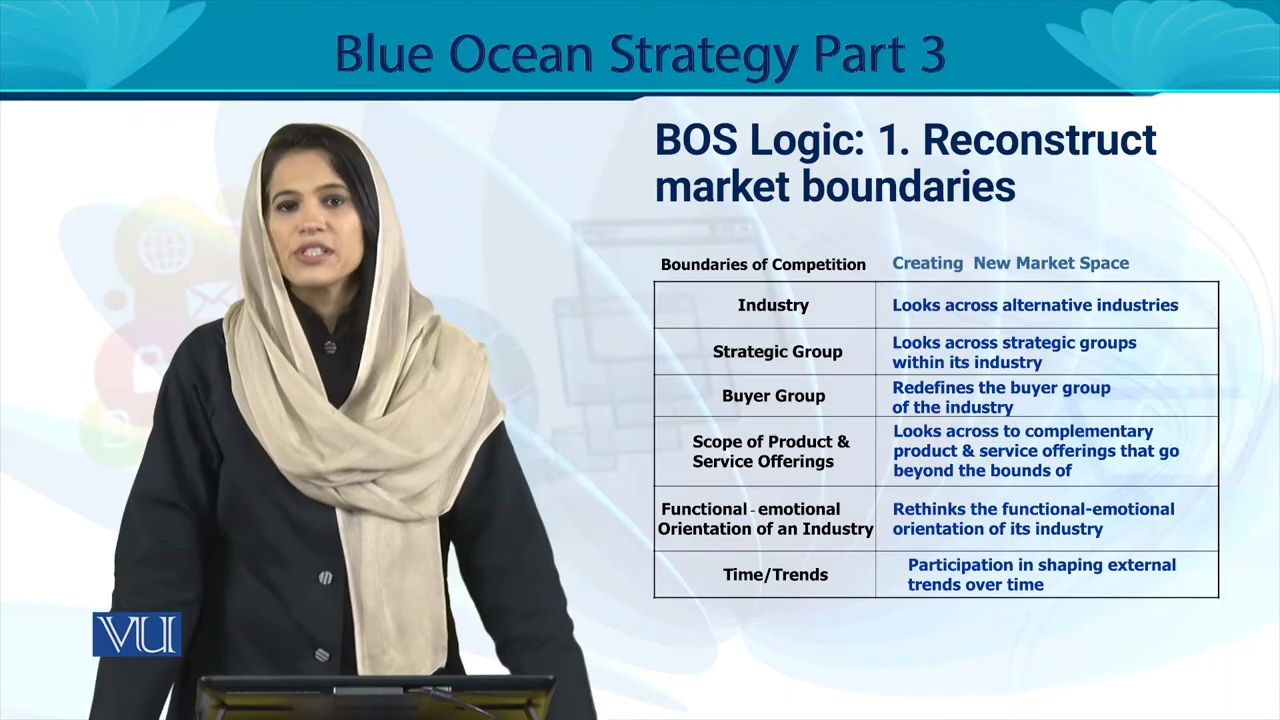 Blue Ocean Strategy Part 3
BOS Logic: 1. Reconstruct
market boundaries
Boundaries of Competition
Creating New Market Space
Industry
Looks across alternative industries
Strategic Group
Looks across strategic groups
within its industry
Buyer Group
Redefines the buyer group
of the industry
Scope of Product &
Service Offerings
Looks across to complementary
product & service offerings that go
beyond the bounds of
Functional-emotional
Orientation of an Industry
Rethinks the functional-emotional
orientation of its industry
Time/Trends
Participation in shaping external
trends over time
VU